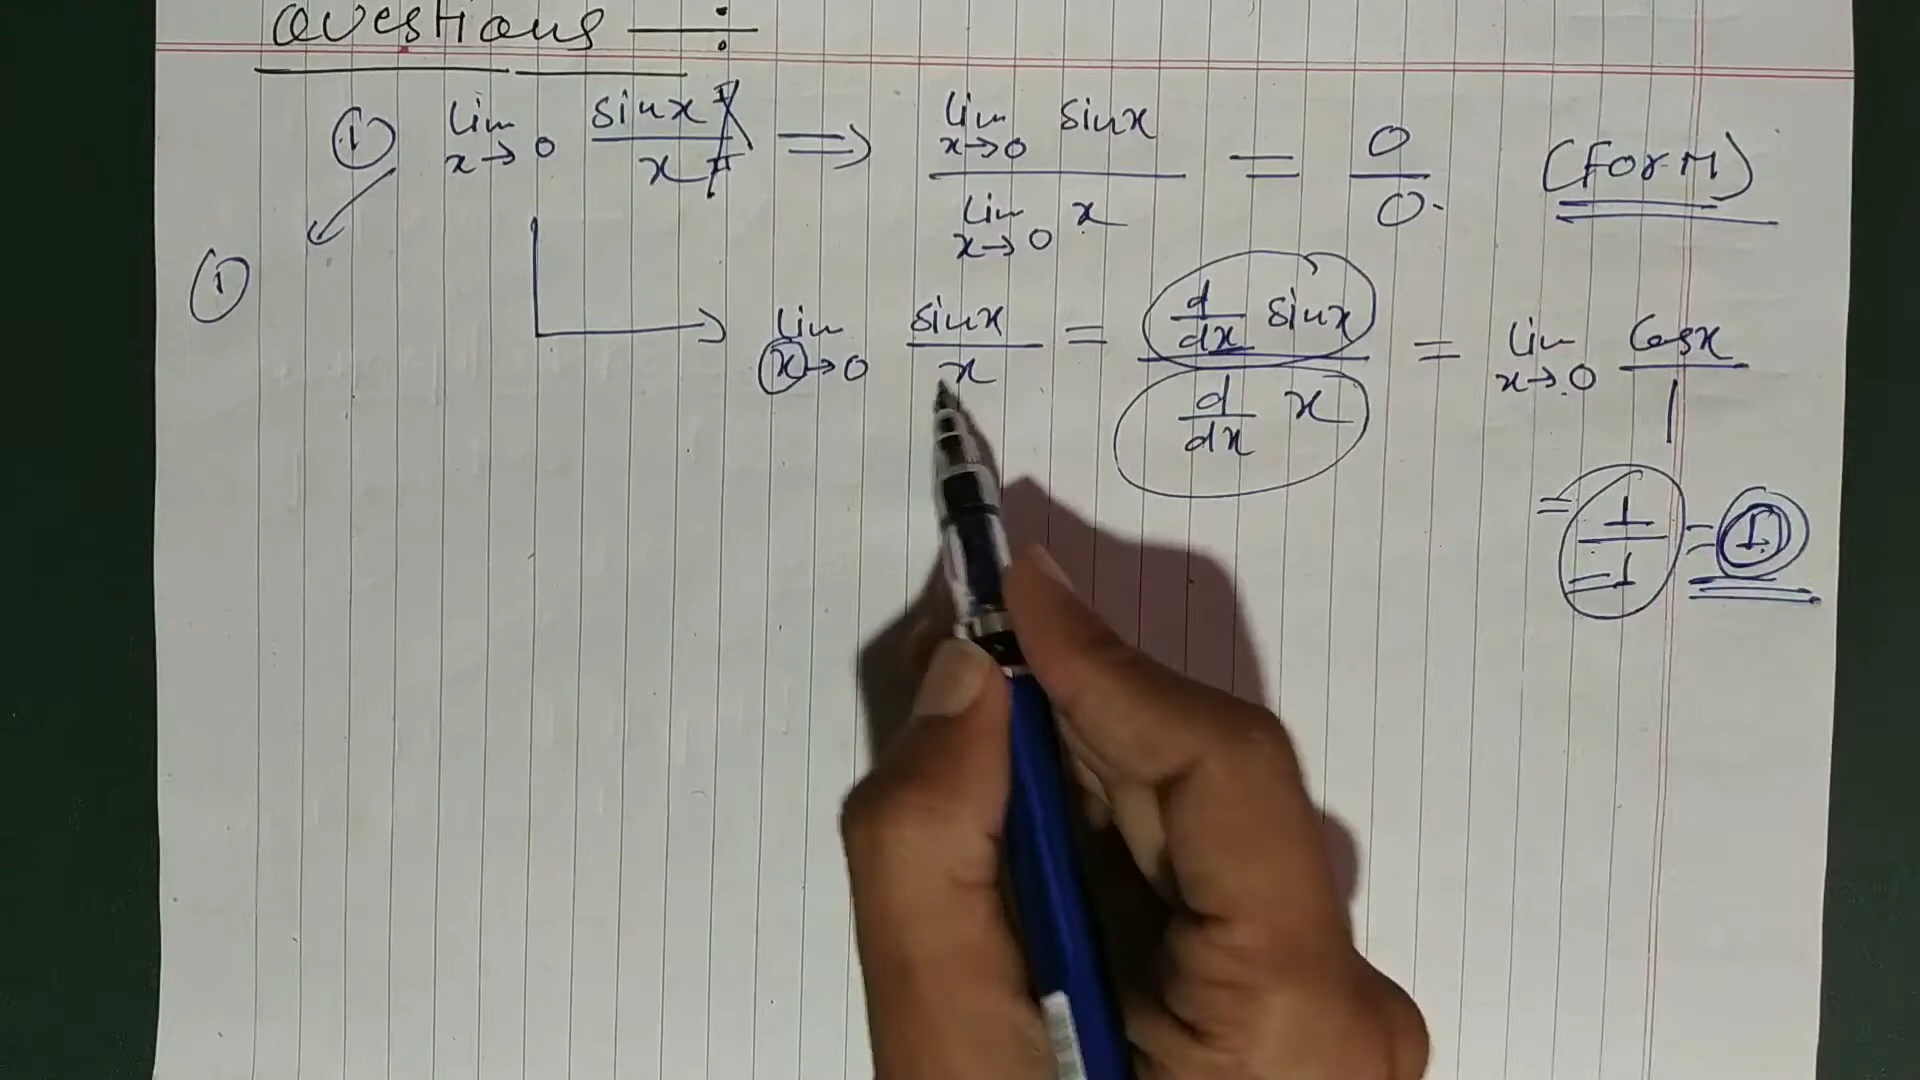 Questions ÷
① lim x→0 sinx/x ⇒ lim x→0 sinx / lim x→0 x = 0/0 (Form)
①
lim x→0 sinx/x = d/dx sinx / d/dx x = lim x→0 Cosx/1
= 1/1 = 1